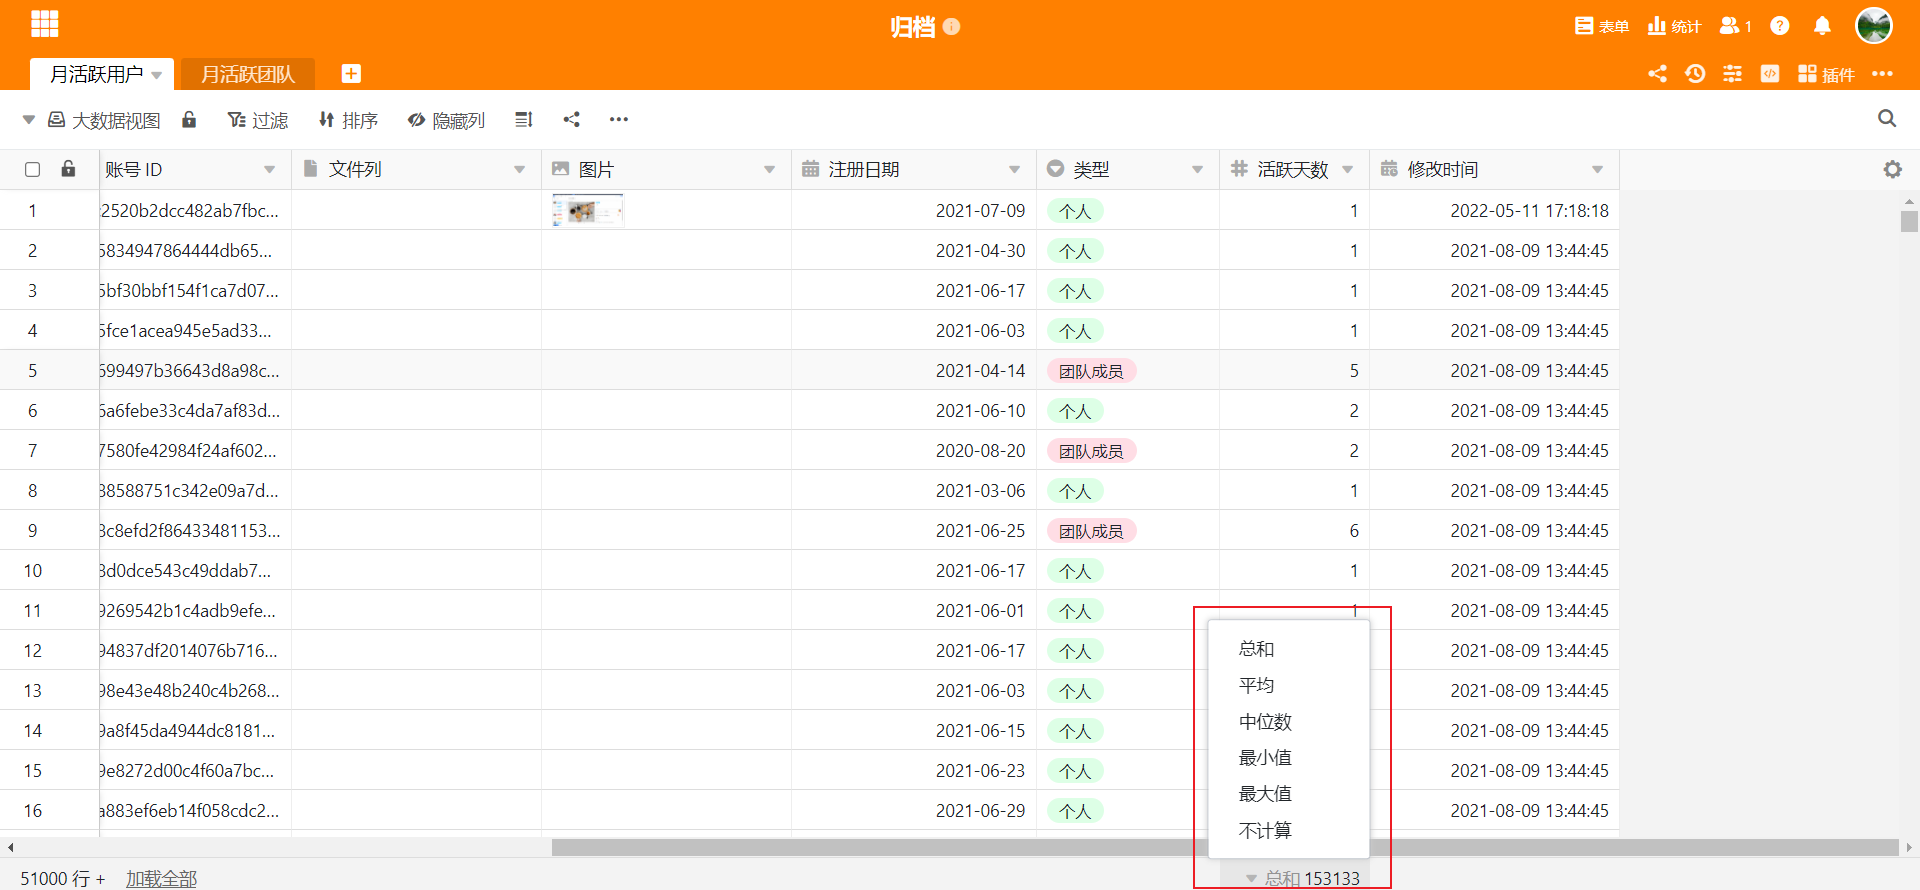 归档
表单 统计 1
月活跃用户 月活跃团队
插件
大数据视图 过滤 排序 隐藏列
账号 ID 文件列 图片 注册日期 类型 活跃天数 修改时间
1 2520b2dcc482ab7fbc... 2021-07-09 个人 1 2022-05-11 17:18:18
2 5834947864444db65... 2021-04-30 个人 1 2021-08-09 13:44:45
3 5bf30bbf154f1ca7d07... 2021-06-17 个人 1 2021-08-09 13:44:45
4 5fce1acea945e5ad33... 2021-06-03 个人 1 2021-08-09 13:44:45
5 699497b36643d8a98c... 2021-04-14 团队成员 5 2021-08-09 13:44:45
6 6a6febe33c4da7af83d... 2021-06-10 个人 2 2021-08-09 13:44:45
7 7580fe42984f24af602... 2020-08-20 团队成员 2 2021-08-09 13:44:45
8 88588751c342e09a7d... 2021-03-06 个人 1 2021-08-09 13:44:45
9 8c8efd2f86433481153... 2021-06-25 团队成员 6 2021-08-09 13:44:45
10 8d0dce543c49ddab7... 2021-06-17 个人 1 2021-08-09 13:44:45
11 9269542b1c4adb9efe... 2021-06-01 个人 1 2021-08-09 13:44:45
12 94837df2014076b716... 2021-06-17 个人 2021-08-09 13:44:45
13 98e43e48b240c4b268... 2021-06-03 个人 2021-08-09 13:44:45
14 9a8f45da4944dc8181... 2021-06-15 个人 2021-08-09 13:44:45
15 9e8272d00c4f60a7bc... 2021-06-23 个人 2021-08-09 13:44:45
16 a883ef6eb14f058cdc2... 2021-06-29 个人 2021-08-09 13:44:45
总和
平均
中位数
最小值
最大值
不计算
51000 行 + 加载全部 总和 153133